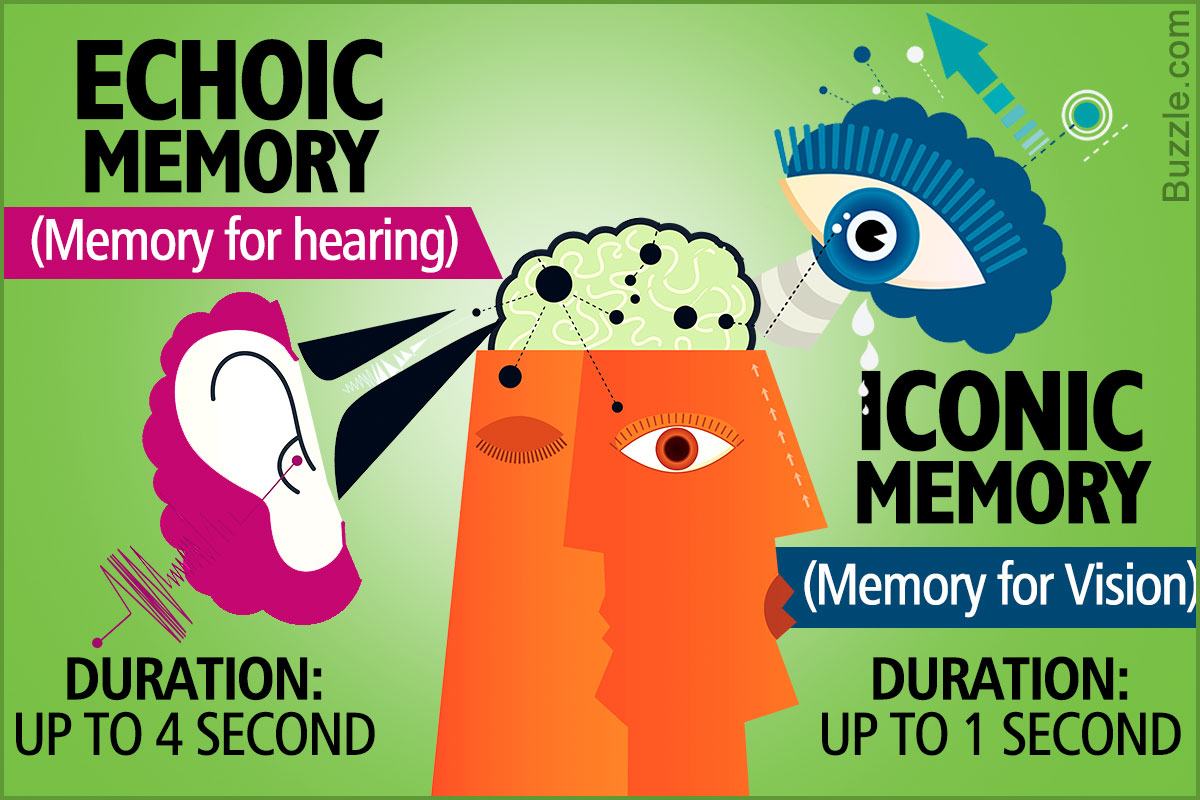 ECHOIC
MEMORY
(Memory for hearing)
DURATION:
UP TO 4 SECOND
Buzzle.com
ICONIC
MEMORY
(Memory for Vision)
DURATION:
UP TO 1 SECOND